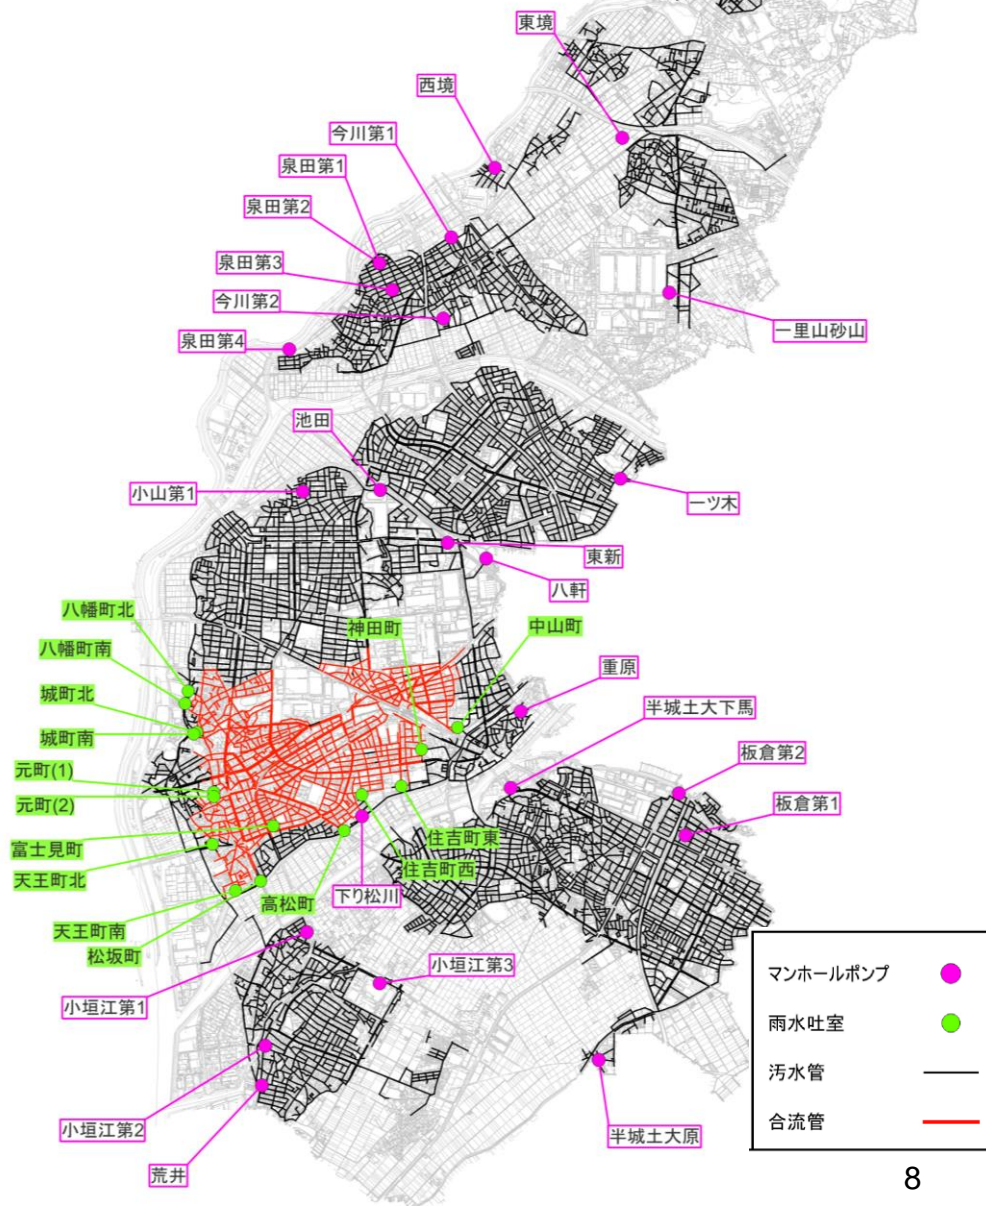 東境
西境
今川第1
泉田第1
泉田第2
泉田第3
今川第2
泉田第4
一里山砂山
池田
小山第1
一ツ木
東新
八軒
八幡町北
神田町
中山町
八幡町南
重原
城町北
半城土大下馬
城町南
板倉第2
元町(1)
元町(2)
板倉第1
富士見町
住吉町東
天王町北
住吉町西
高松町
下り松川
天王町南
松坂町
小垣江第3
小垣江第1
マンホールポンプ
雨水吐室
汚水管
合流管
小垣江第2
半城土大原
荒井
8